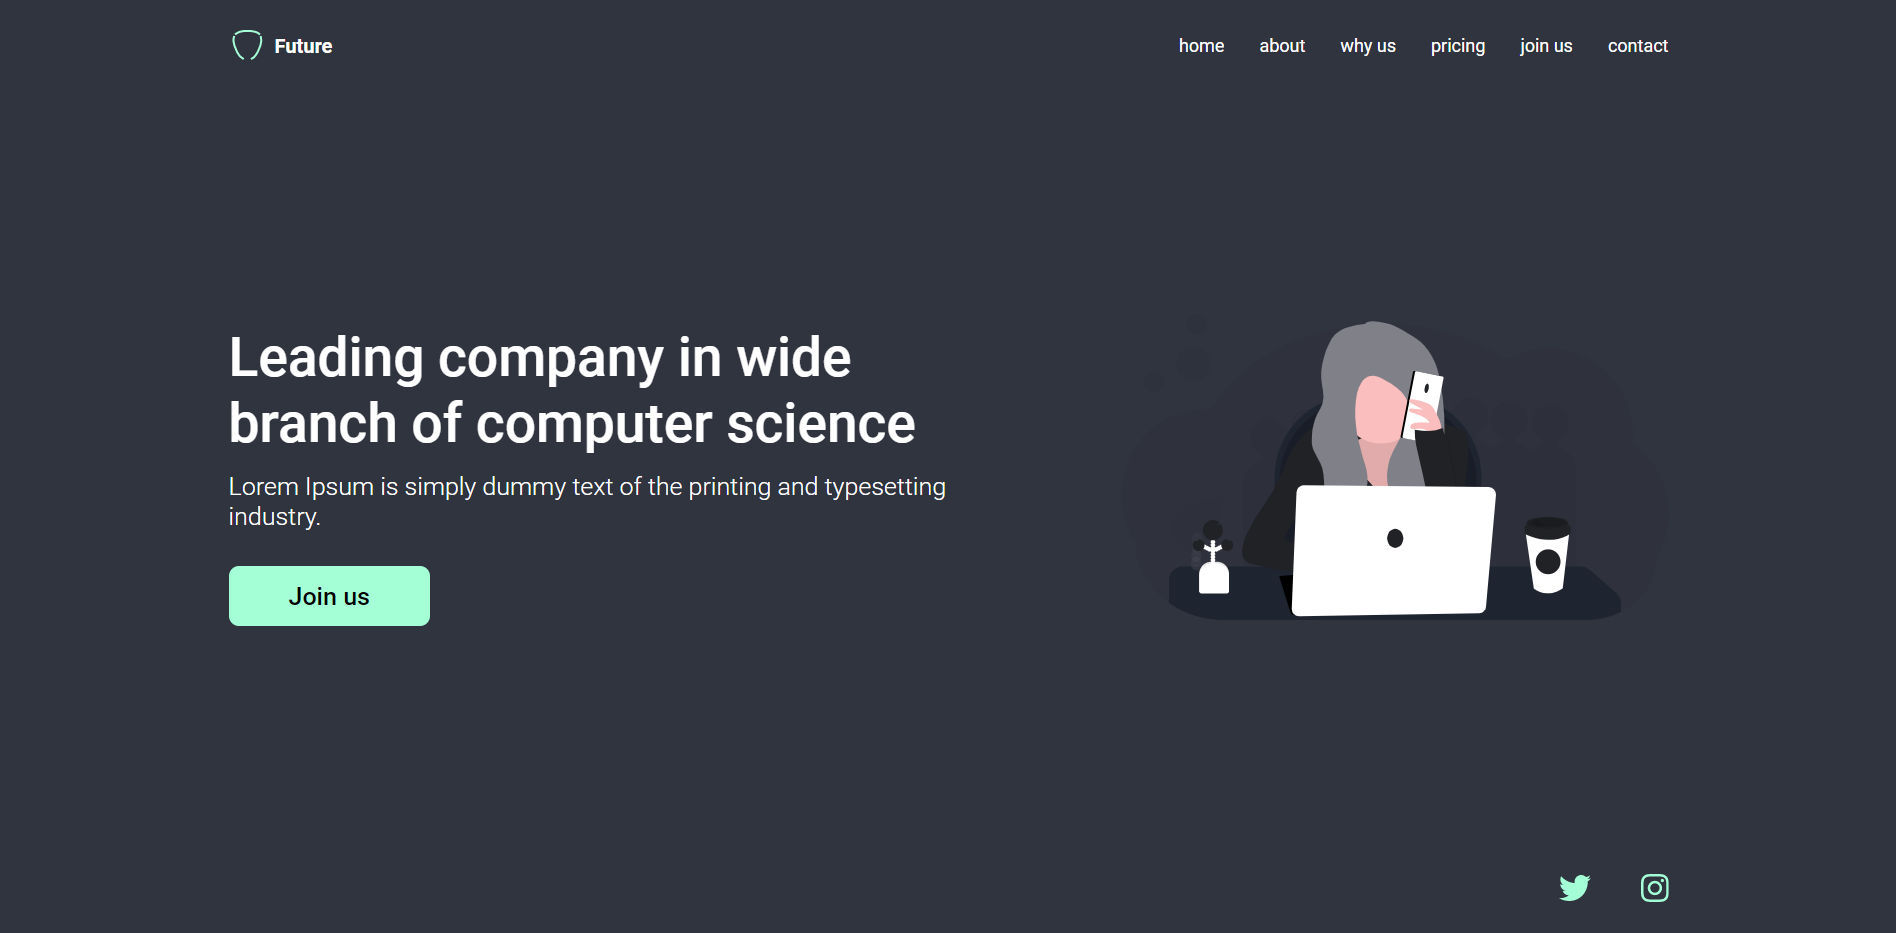 Future
home about why us pricing join us contact
Leading company in wide
branch of computer science
Lorem Ipsum is simply dummy text of the printing and typesetting
industry.
Join us